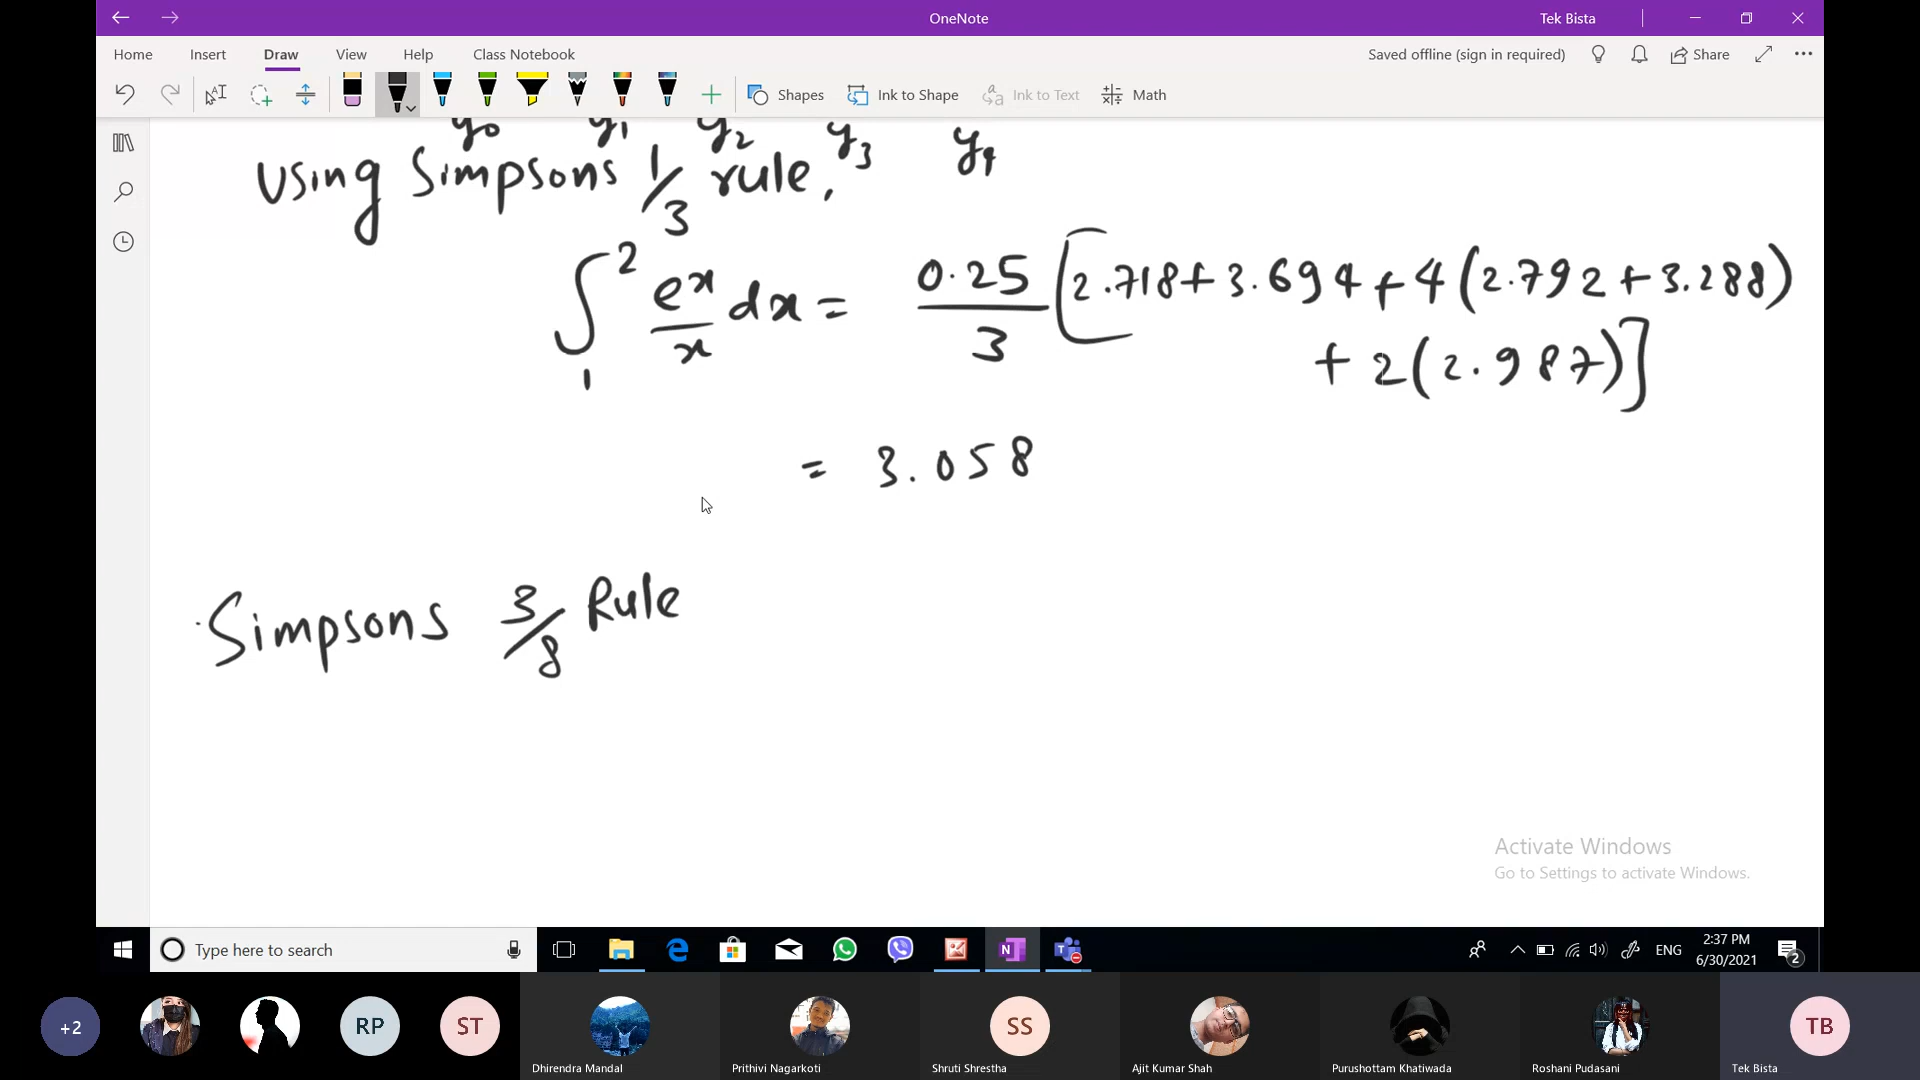 OneNote
Tek Bista
Home Insert Draw View Help Class Notebook
Saved offline (sign in required) Share
Shapes Ink to Shape Ink to Text Math
y0 y1 y2 y3 y4
Using Simpsons 1/3 rule,
∫₁² eˣ/x dx = 0.25/3 [2.718+3.694+4(2.792+3.288)
+ 2(2.987)]
= 3.058
Simpsons 3/8 Rule
Activate Windows
Go to Settings to activate Windows.
Type here to search
ENG
2:37 PM
6/30/2021
2
+2 RP ST SS TB
Dhirendra Mandal Prithivi Nagarkoti Shruti Shrestha Ajit Kumar Shah Purushottam Khatiwada Roshani Pudasani Tek Bista